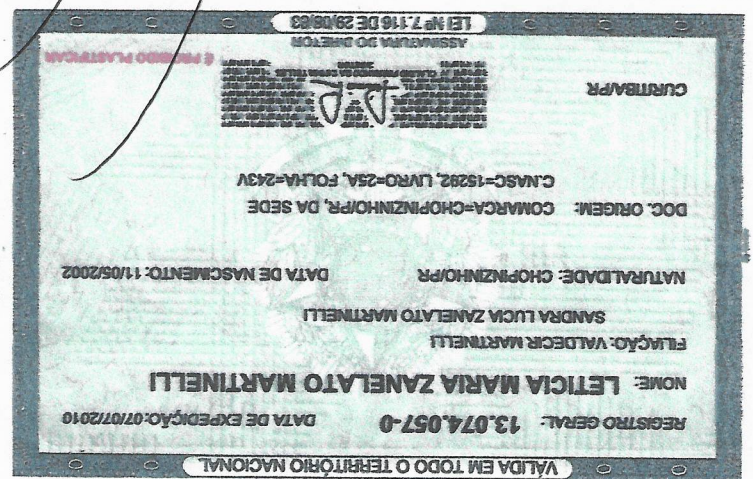 VÁLIDA EM TODO O TERRITÓRIO NACIONAL
REGISTRO GERAL: 13.074.057-0 DATA DE EXPEDIÇÃO:07/07/2010
NOME: LETICIA MARIA ZANELATO MARTINELLI
FILIAÇÃO: VALDECIR MARTINELLI
SANDRA LUCIA ZANELATO MARTINELLI
NATURALIDADE: CHOPINZINHO/PR DATA DE NASCIMENTO: 11/05/2002
DOC. ORIGEM: COMARCA=CHOPINZINHO/PR, DA SEDE
C.NASC=15292, LIVRO=25A, FOLHA=243V
CURITIBA/PR
ASSINATURA DO DIRETOR
É PROIBIDO PLASTIFICAR
LEI Nº 7.116 DE 29/08/83